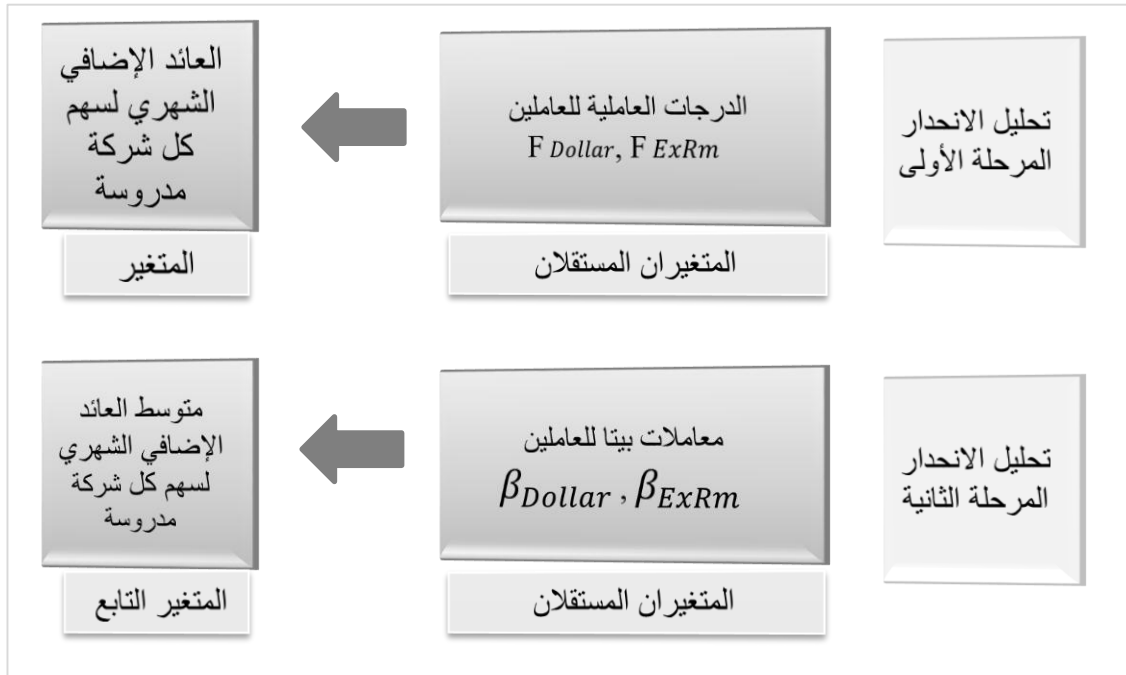 تحليل الانحدار
المرحلة الأولى
الدرجات العاملية للعاملين
F Dollar, F ExRm
المتغيران المستقلان
العائد الإضافي
الشهري لسهم
كل شركة
مدروسة
المتغير
تحليل الانحدار
المرحلة الثانية
معاملات بيتا للعاملين
βDollar , βExRm
المتغيران المستقلان
متوسط العائد
الإضافي الشهري
لسهم كل شركة
مدروسة
المتغير التابع